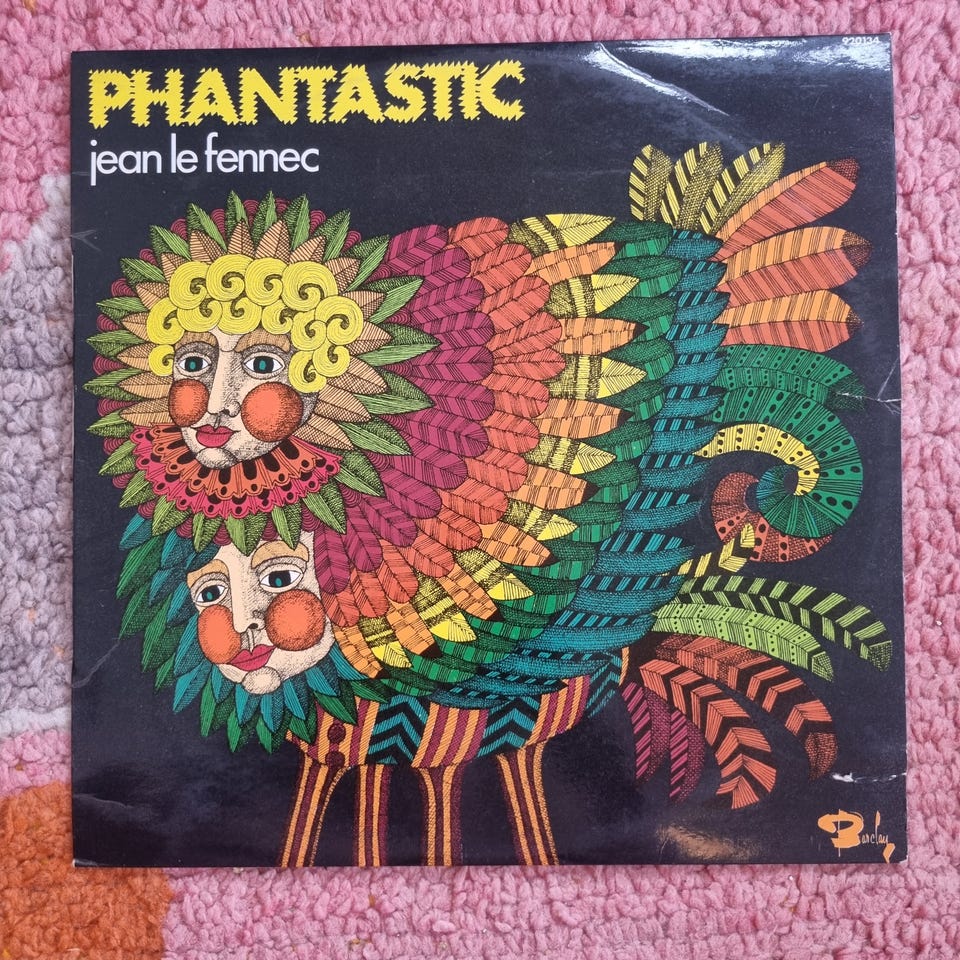 920134
PHANTASTIC
jean le fennec
Barclay